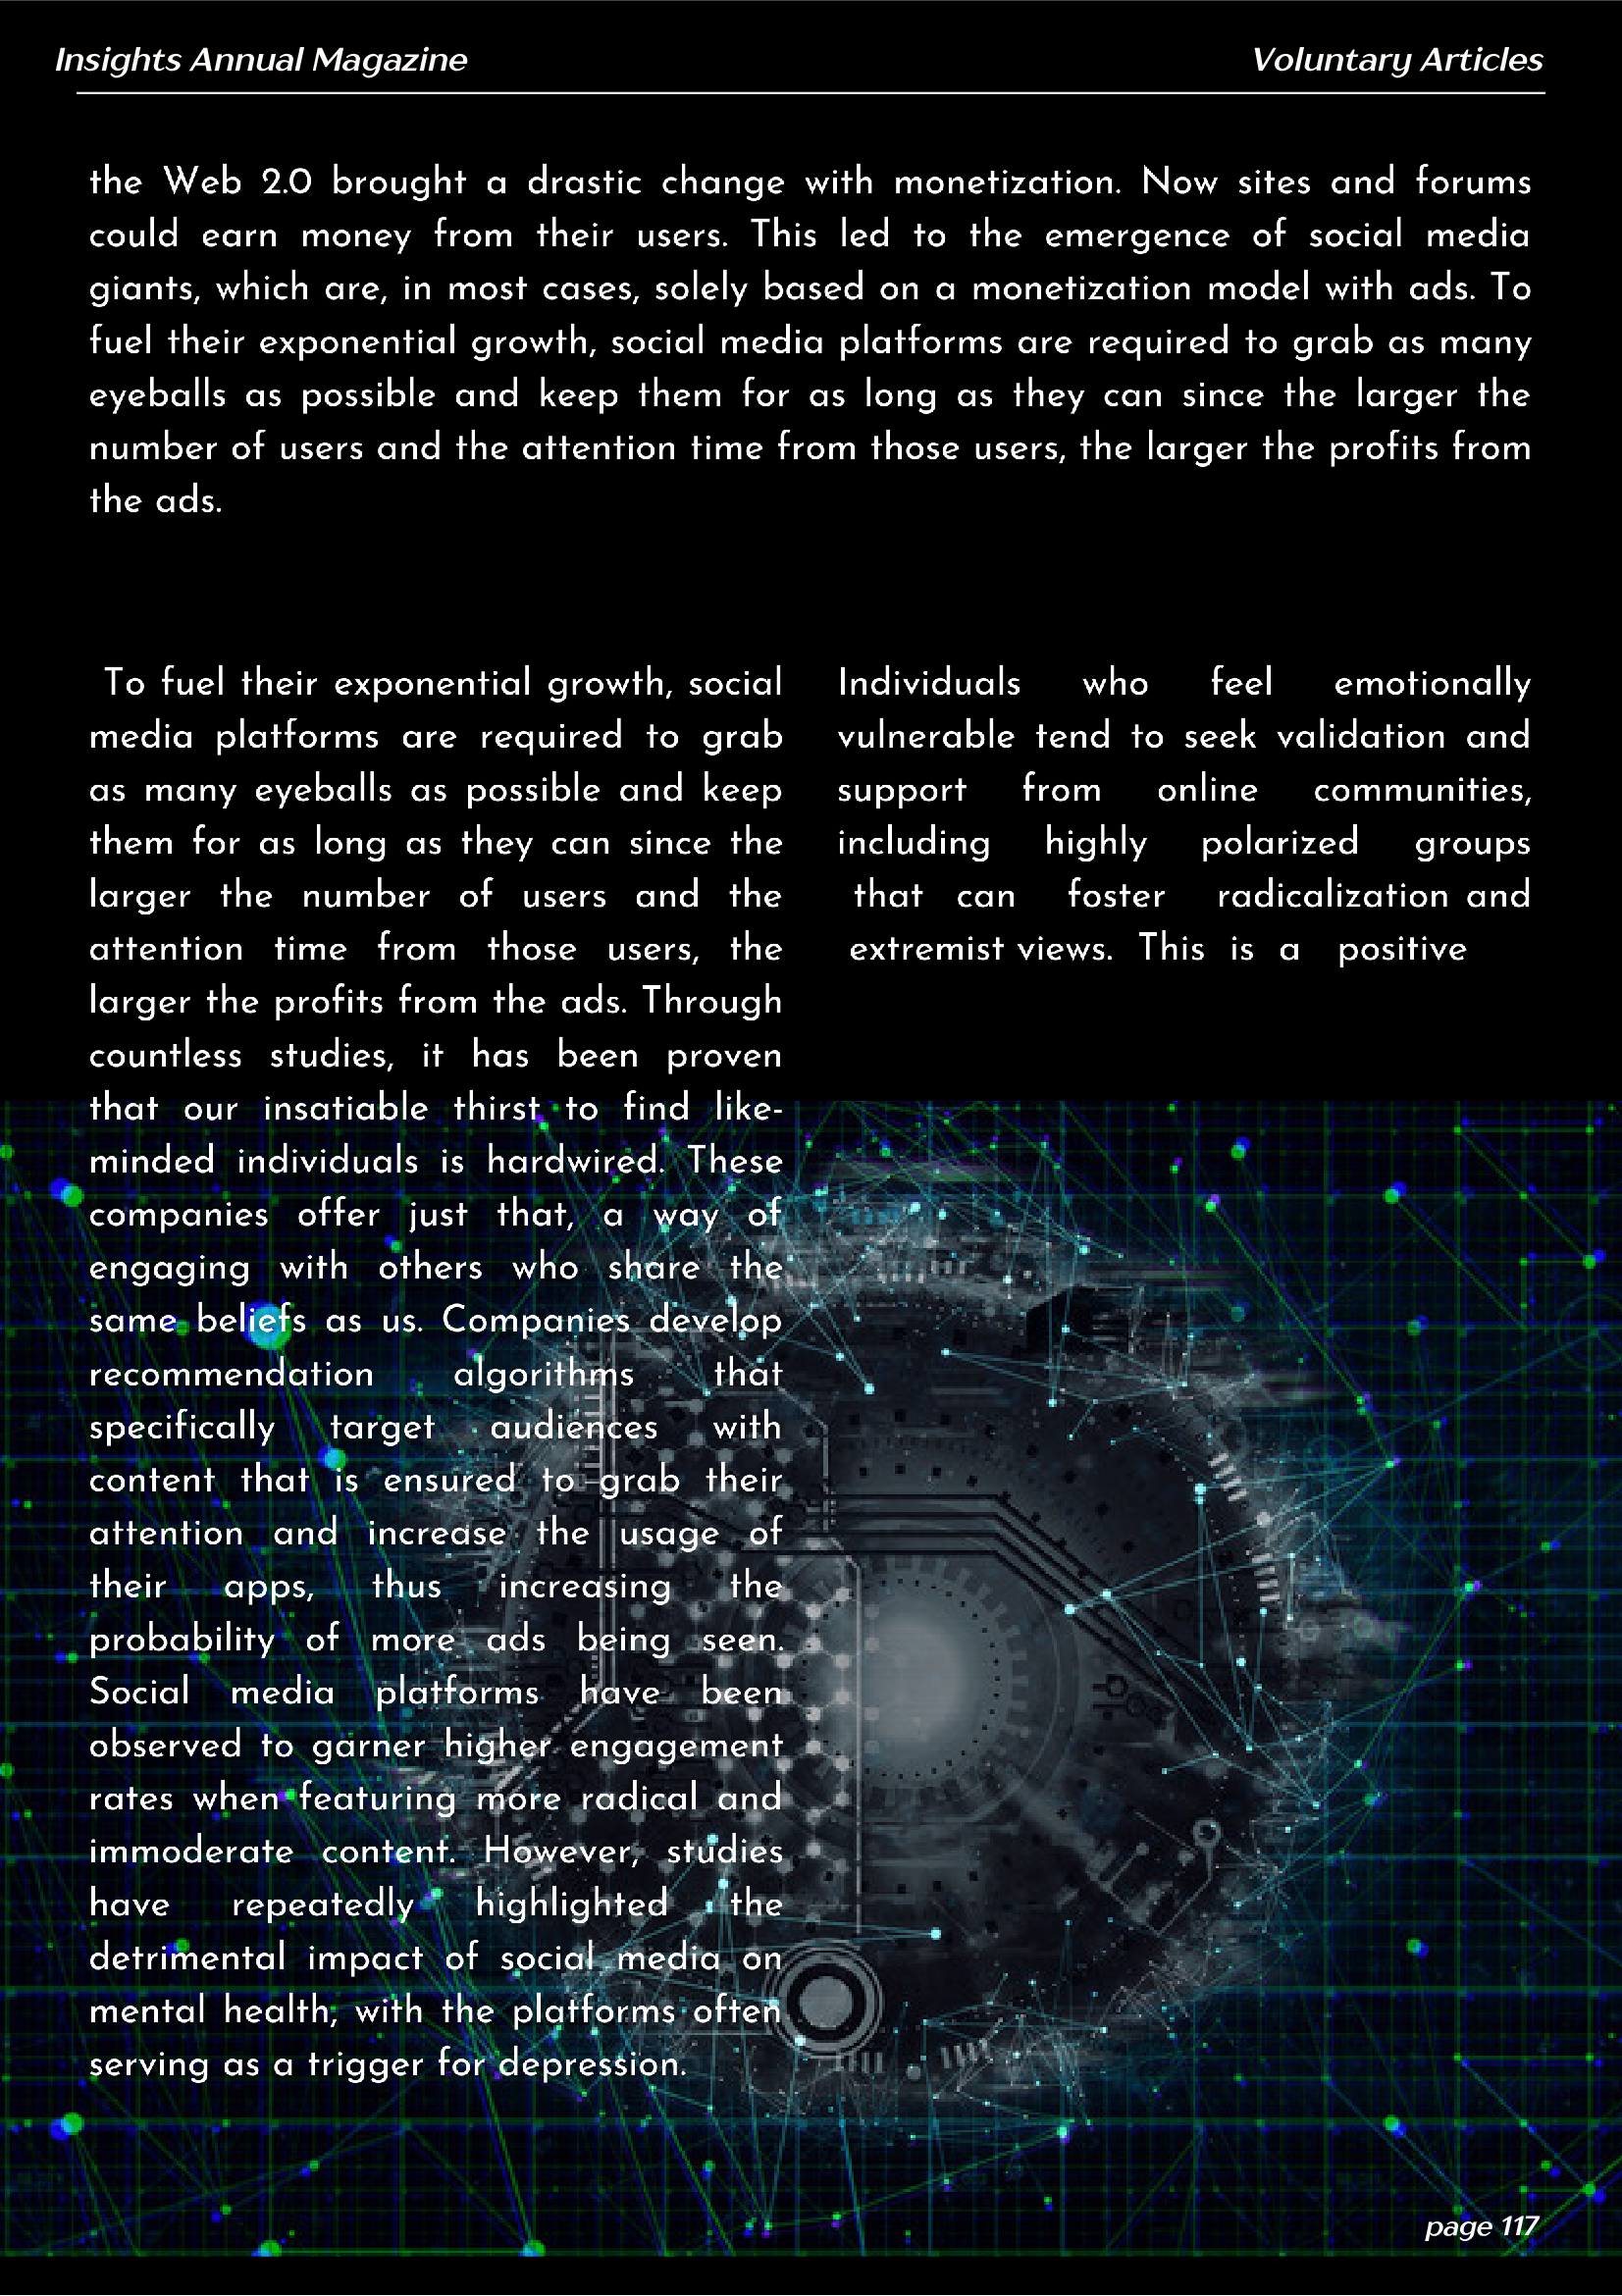 Insights Annual Magazine
Voluntary Articles
the Web 2.0 brought a drastic change with monetization. Now sites and forums
could earn money from their users. This led to the emergence of social media
giants, which are, in most cases, solely based on a monetization model with ads. To
fuel their exponential growth, social media platforms are required to grab as many
eyeballs as possible and keep them for as long as they can since the larger the
number of users and the attention time from those users, the larger the profits from
the ads.
To fuel their exponential growth, social
media platforms are required to grab
as many eyeballs as possible and keep
them for as long as they can since the
larger the number of users and the
attention time from those users, the
larger the profits from the ads. Through
countless studies, it has been proven
that our insatiable thirst to find like-
minded individuals is hardwired. These
companies offer just that, a way of
engaging with others who share the
same beliefs as us. Companies develop
recommendation algorithms that
specifically target audiences with
content that is ensured to grab their
attention and increase the usage of
their apps, thus increasing the
probability of more ads being seen.
Social media platforms have been
observed to garner higher engagement
rates when featuring more radical and
immoderate content. However, studies
have repeatedly highlighted the
detrimental impact of social media on
mental health, with the platforms often
serving as a trigger for depression.
Individuals who feel emotionally
vulnerable tend to seek validation and
support from online communities,
including highly polarized groups
that can foster radicalization and
extremist views. This is a positive
page 117